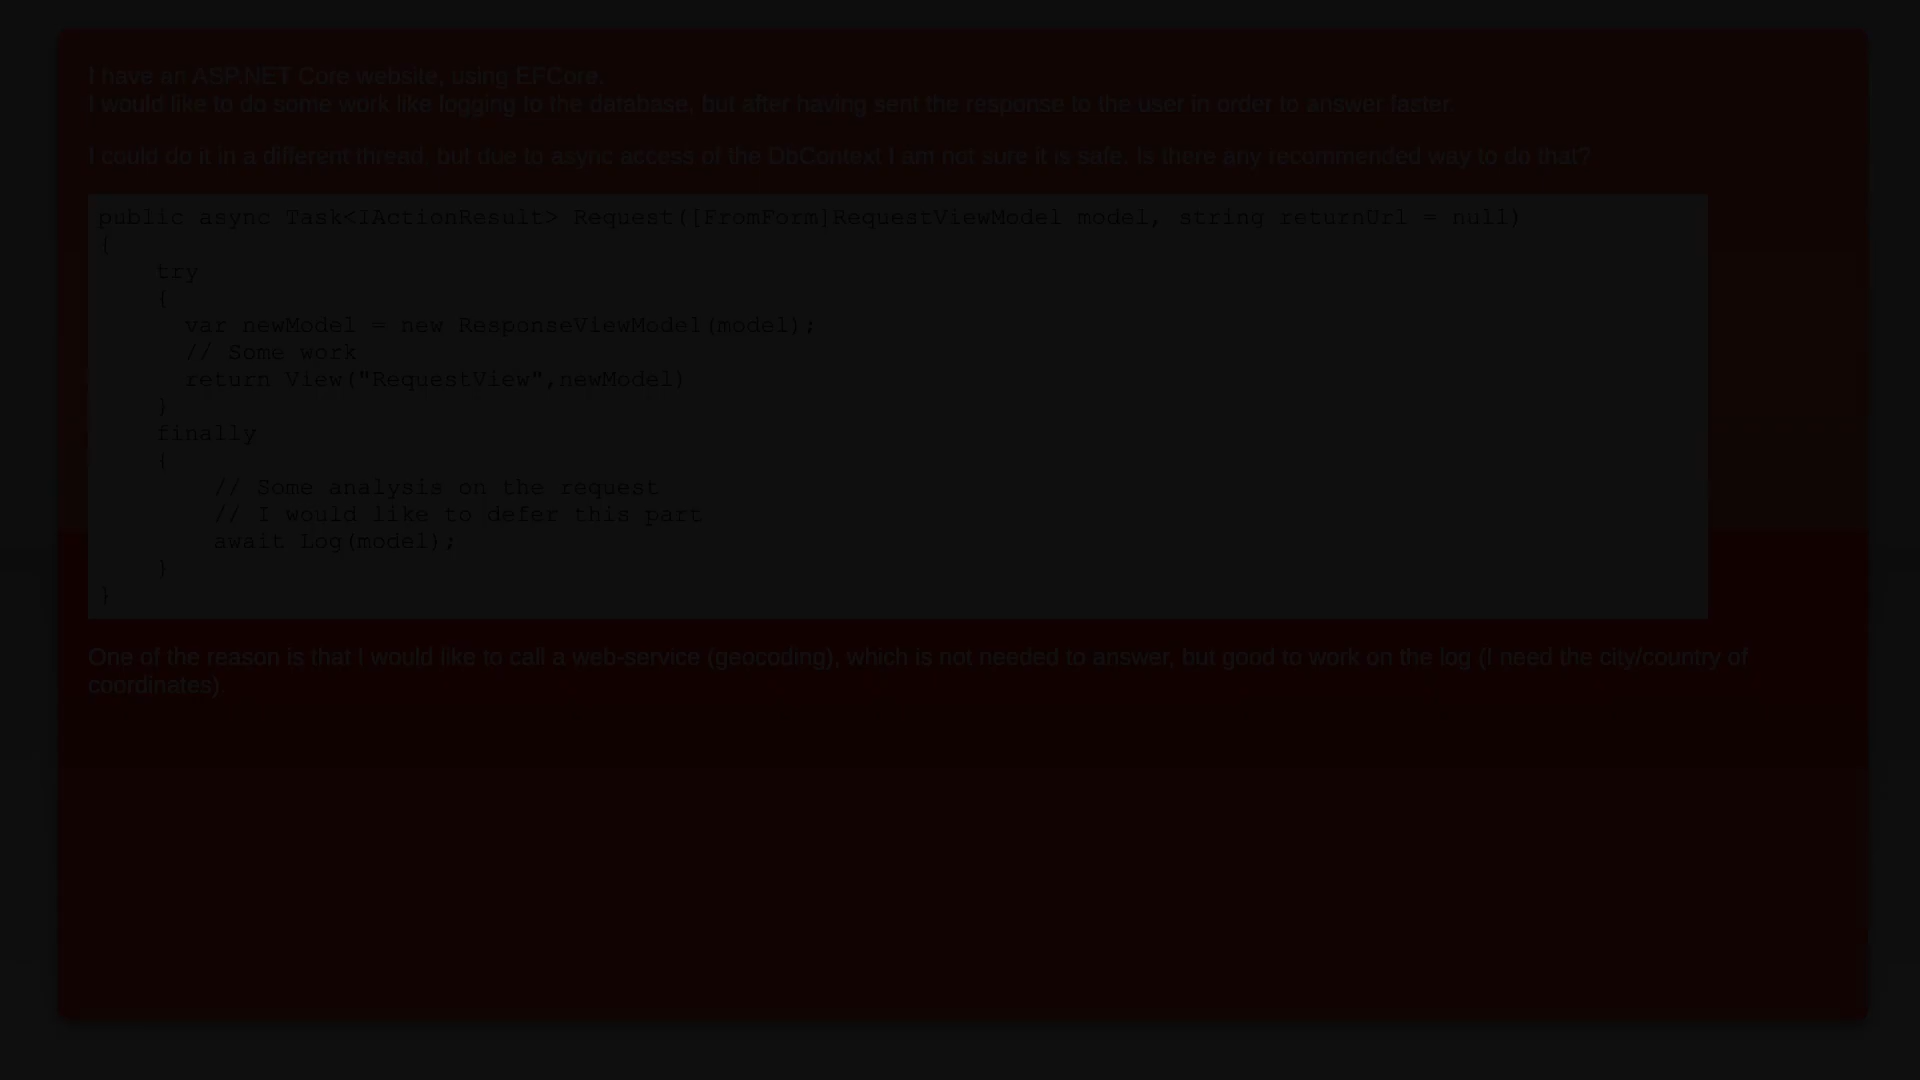 I have an ASP.NET Core website, using EFCore.
I would like to do some work like logging to the database, but after having sent the response to the user in order to answer faster.
I could do it in a different thread, but due to async access of the DbContext I am not sure it is safe. Is there any recommended way to do that?
public async Task<IActionResult> Request([FromForm]RequestViewModel model, string returnUrl = null)
{
    try
    {
      var newModel = new ResponseViewModel(model);
      // Some work
      return View("RequestView",newModel)
    }
    finally
    {
        // Some analysis on the request
        // I would like to defer this part
        await Log(model);
    }
}
One of the reason is that I would like to call a web-service (geocoding), which is not needed to answer, but good to work on the log (I need the city/country of
coordinates).